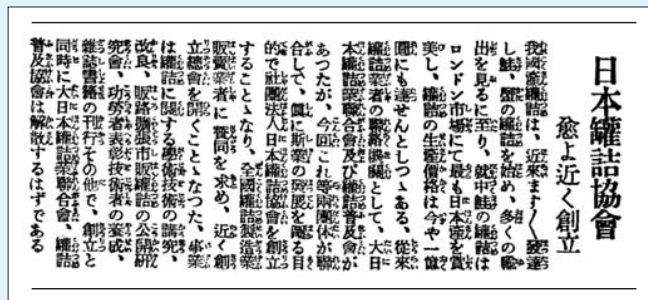 日本罐詰協會
愈よ近く創立
我國産罐詰は、近來ます〱發達
し鮭、蟹の罐詰を始め、多くの輸
出を見るに至り、就中鮭の罐詰は
ロンドン市場にて最も日本産を賞
美し、罐詰の生産價格は今や一億
圓にも達せんとしつゝある、從來
罐詰業者の聯絡機關として、大日
本罐詰業聯合會及び罐詰普及會が
あつたが、今回これ等兩團体が聯
合して、眞に斯業の發展を圖る目
的で社團法人日本罐詰協會を創立
することゝなり、全國罐詰製造業
販賣業者に賛同を求め、近く創
立總會を開くことゝなつた、事業
は罐詰に關する學術技術の講究、
改良、販路擴張市販罐詰の公開研
究會、功勞者表彰技術者の養成、
雜誌書籍の刊行その他で、創立と
同時に大日本罐詰業聯合會、罐詰
普及協會は解散するはずである